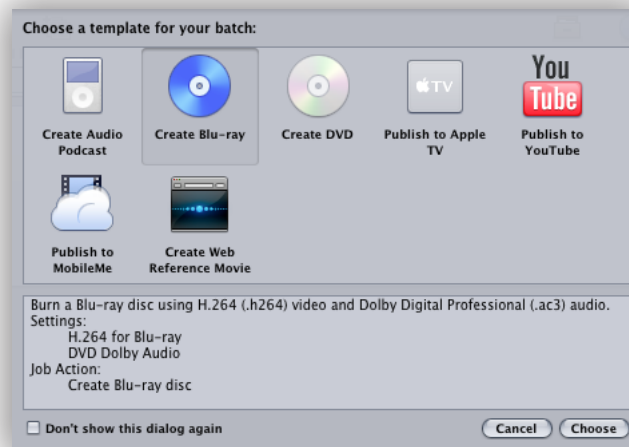 Choose a template for your batch:
Create Audio
Podcast
Create Blu-ray
Create DVD
tv
Publish to Apple
TV
You
Tube
Publish to
YouTube
Publish to
MobileMe
Create Web
Reference Movie
Burn a Blu-ray disc using H.264 (.h264) video and Dolby Digital Professional (.ac3) audio.
Settings:
H.264 for Blu-ray
DVD Dolby Audio
Job Action:
Create Blu-ray disc
Don't show this dialog again
Cancel
Choose